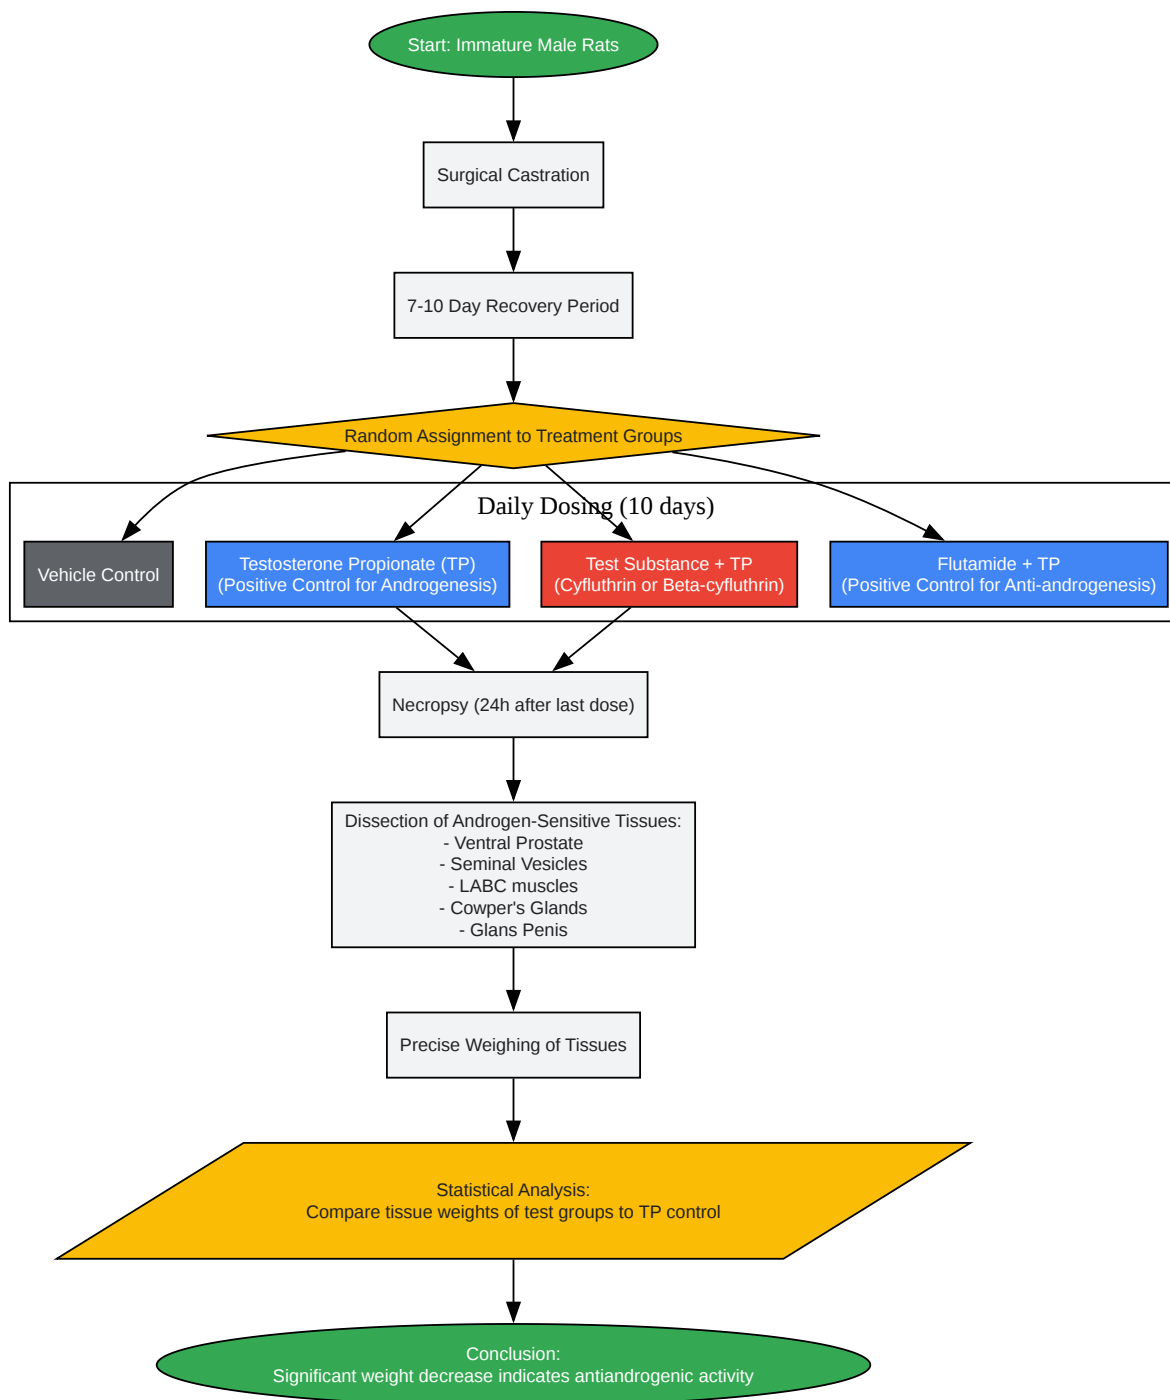 Start: Immature Male Rats
Surgical Castration
7-10 Day Recovery Period
Random Assignment to Treatment Groups
Daily Dosing (10 days)
Vehicle Control
Testosterone Propionate (TP)
(Positive Control for Androgenesis)
Test Substance + TP
(Cyfluthrin or Beta-cyfluthrin)
Flutamide + TP
(Positive Control for Anti-androgenesis)
Necropsy (24h after last dose)
Dissection of Androgen-Sensitive Tissues:
- Ventral Prostate
- Seminal Vesicles
- LABC muscles
- Cowper's Glands
- Glans Penis
Precise Weighing of Tissues
Statistical Analysis:
Compare tissue weights of test groups to TP control
Conclusion:
Significant weight decrease indicates antiandrogenic activity